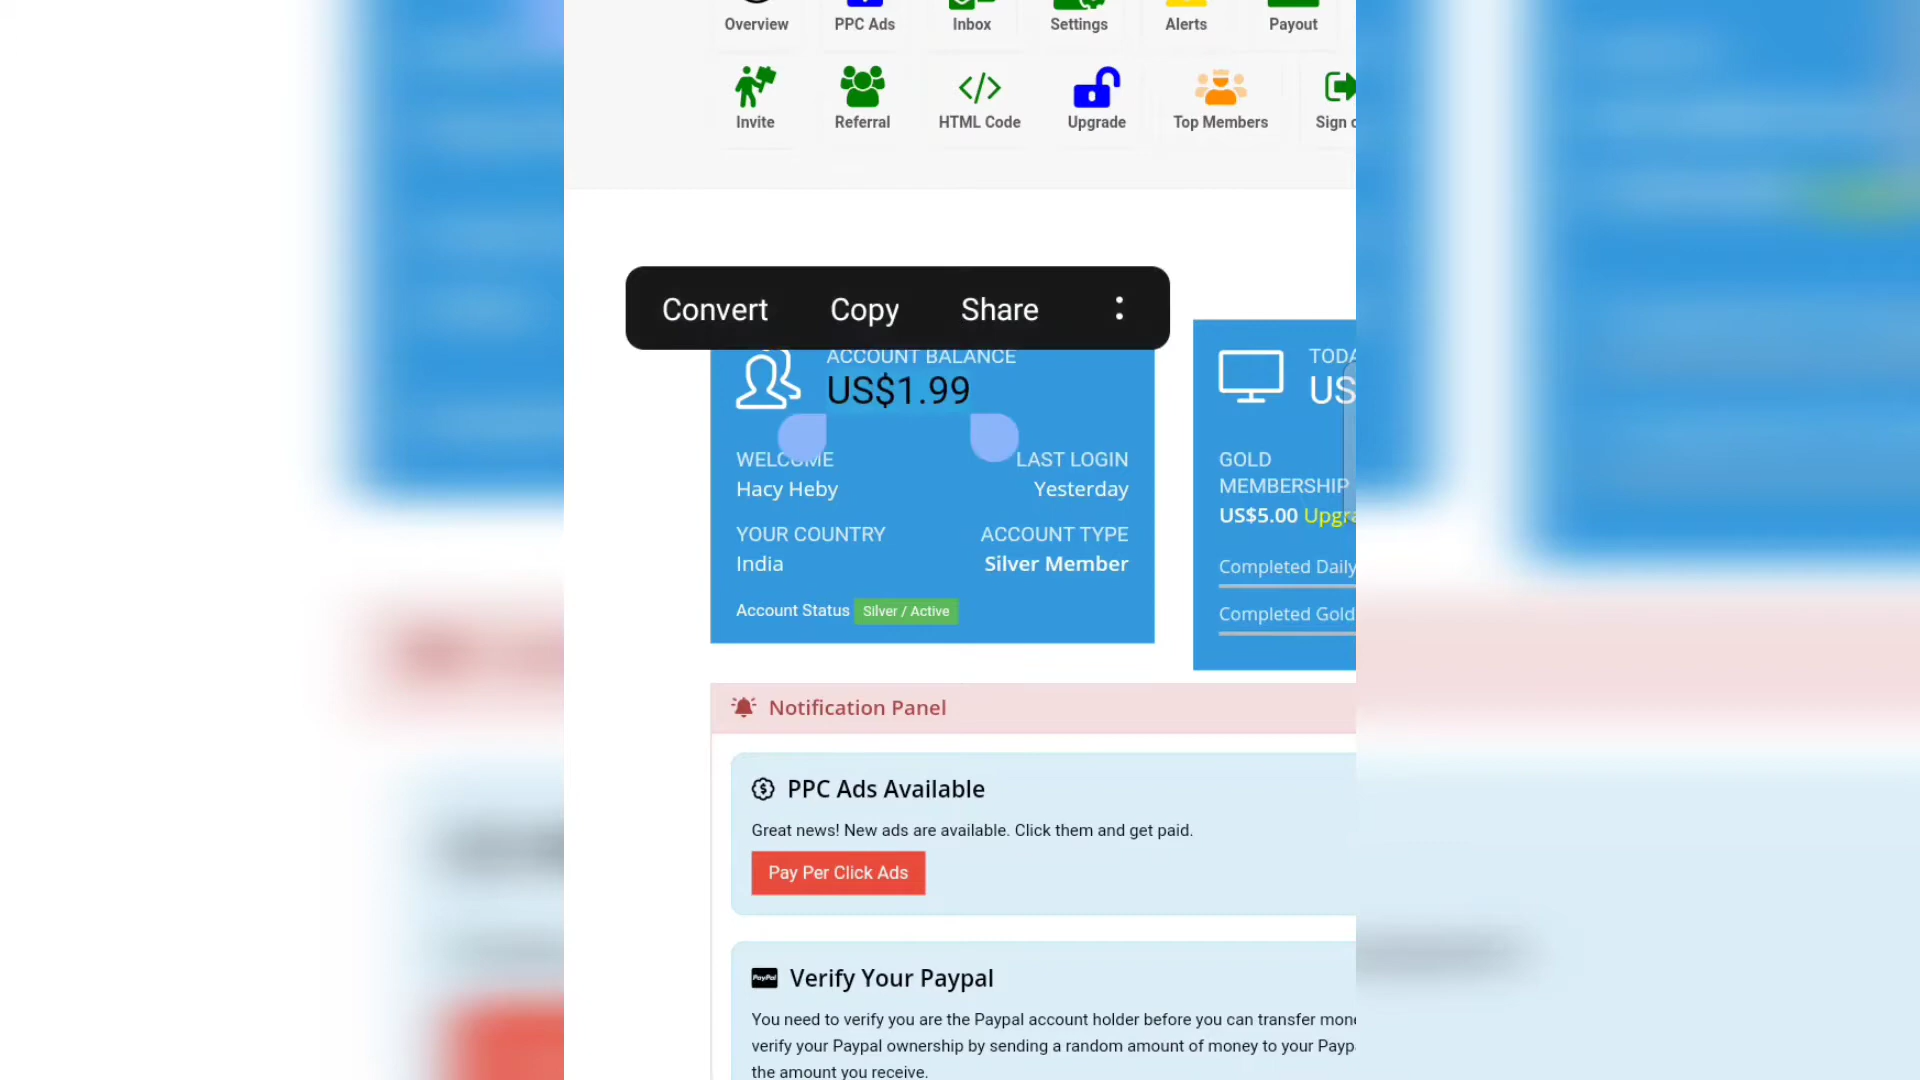 Overview PPC Ads Inbox Settings Alerts Payout
Invite Referral HTML Code Upgrade Top Members Sign
Convert Copy Share
ACCOUNT BALANCE
US$1.99
WELCOME LAST LOGIN
Hacy Heby Yesterday
YOUR COUNTRY ACCOUNT TYPE
India Silver Member
Account Status Silver / Active
TODA
US
GOLD
MEMBERSHIP
US$5.00 Upgra
Completed Daily
Completed Gold
Notification Panel
PPC Ads Available
Great news! New ads are available. Click them and get paid.
Pay Per Click Ads
PayPal Verify Your Paypal
You need to verify you are the Paypal account holder before you can transfer mone
verify your Paypal ownership by sending a random amount of money to your Payp
the amount you receive.